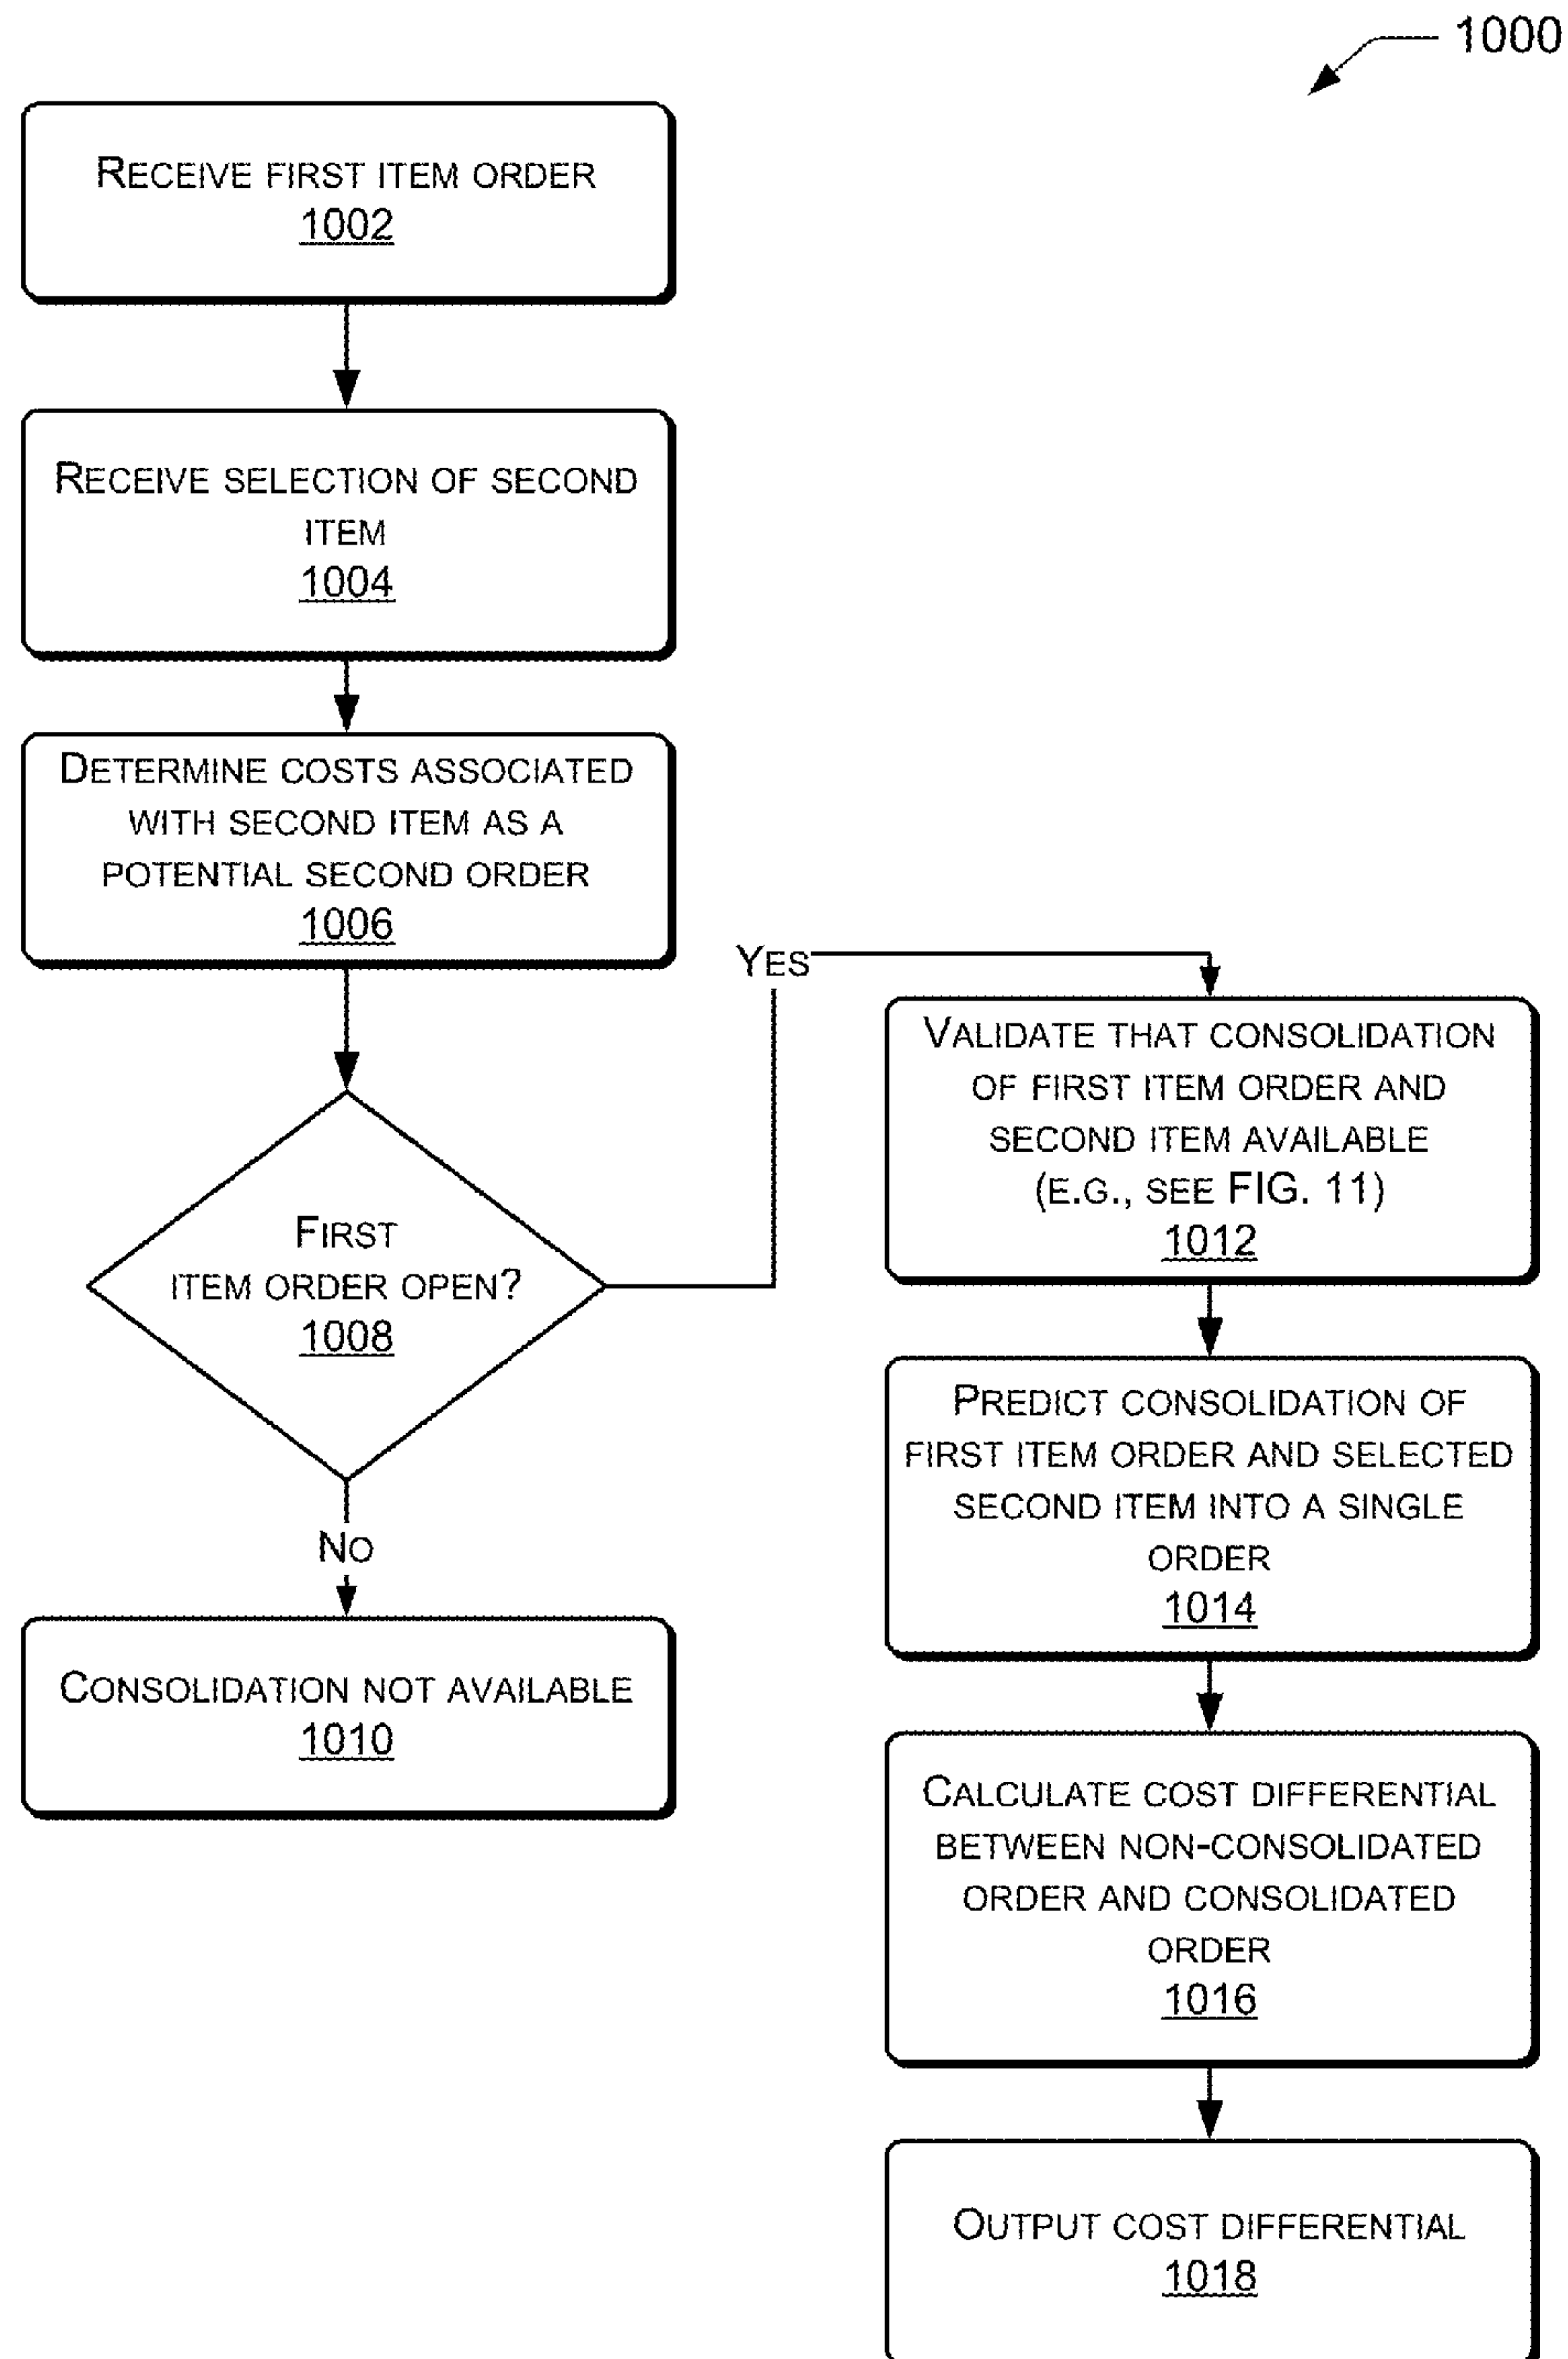 1000
RECEIVE FIRST ITEM ORDER
1002
RECEIVE SELECTION OF SECOND
ITEM
1004
DETERMINE COSTS ASSOCIATED
WITH SECOND ITEM AS A
POTENTIAL SECOND ORDER
1006
FIRST
ITEM ORDER OPEN?
1008
NO
CONSOLIDATION NOT AVAILABLE
1010
YES
VALIDATE THAT CONSOLIDATION
OF FIRST ITEM ORDER AND
SECOND ITEM AVAILABLE
(E.G., SEE FIG. 11)
1012
PREDICT CONSOLIDATION OF
FIRST ITEM ORDER AND SELECTED
SECOND ITEM INTO A SINGLE
ORDER
1014
CALCULATE COST DIFFERENTIAL
BETWEEN NON-CONSOLIDATED
ORDER AND CONSOLIDATED
ORDER
1016
OUTPUT COST DIFFERENTIAL
1018